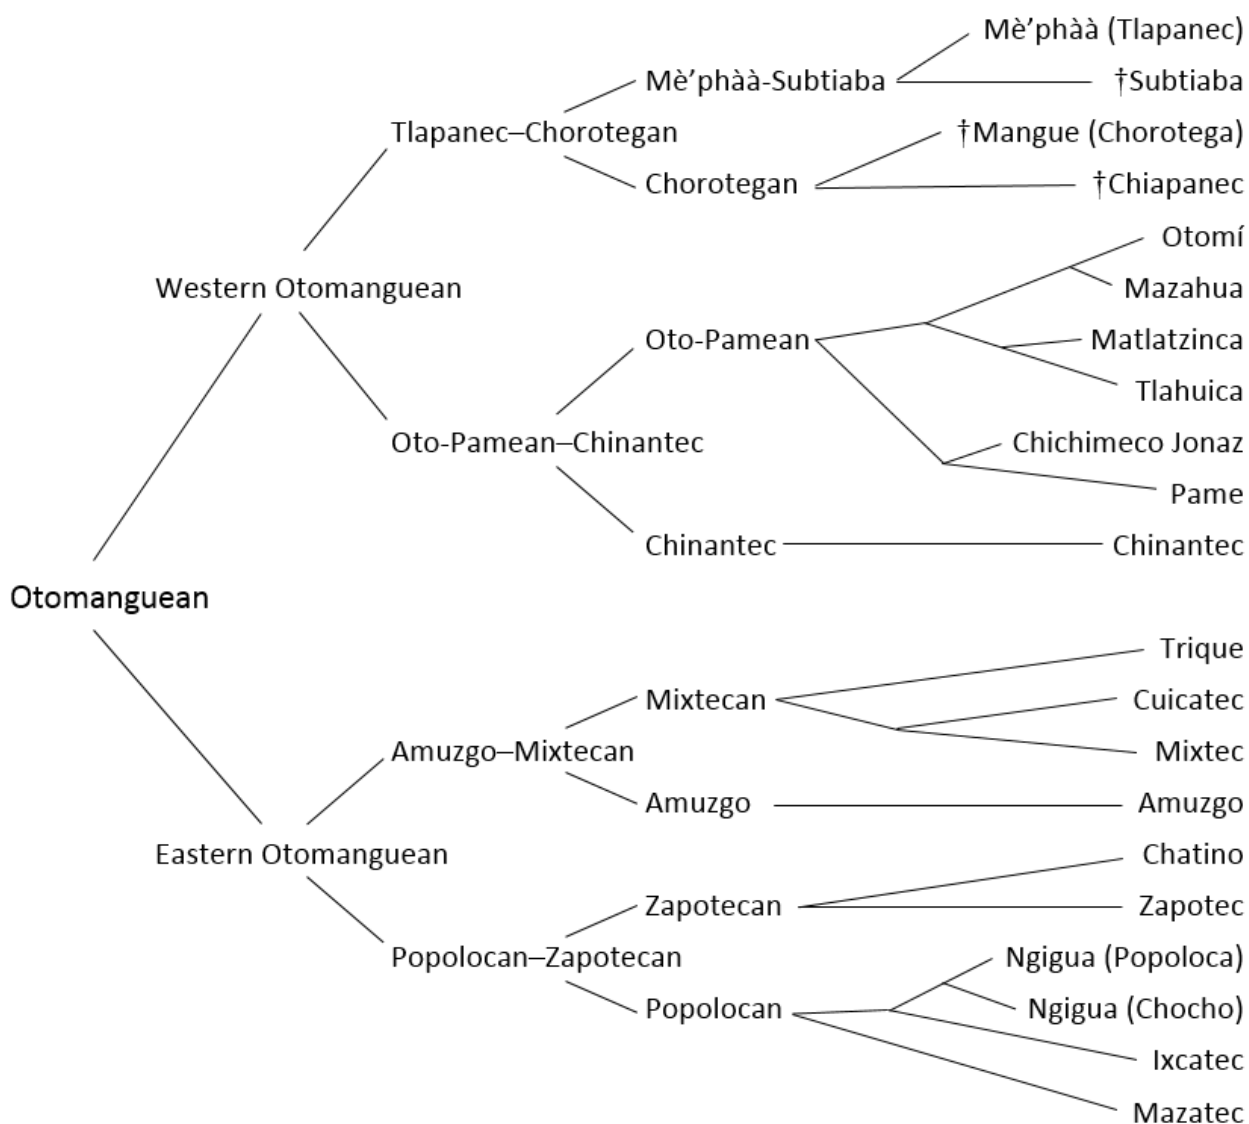 Mè’phàà (Tlapanec)
Mè’phàà-Subtiaba
†Subtiaba
Tlapanec–Chorotegan
†Mangue (Chorotega)
Chorotegan
†Chiapanec
Otomí
Western Otomanguean
Mazahua
Oto-Pamean
Matlatzinca
Tlahuica
Oto-Pamean–Chinantec
Chichimeco Jonaz
Pame
Chinantec
Chinantec
Otomanguean
Trique
Mixtecan
Cuicatec
Amuzgo–Mixtecan
Mixtec
Amuzgo
Amuzgo
Eastern Otomanguean
Chatino
Zapotecan
Zapotec
Popolocan–Zapotecan
Ngigua (Popoloca)
Popolocan
Ngigua (Chocho)
Ixcatec
Mazatec